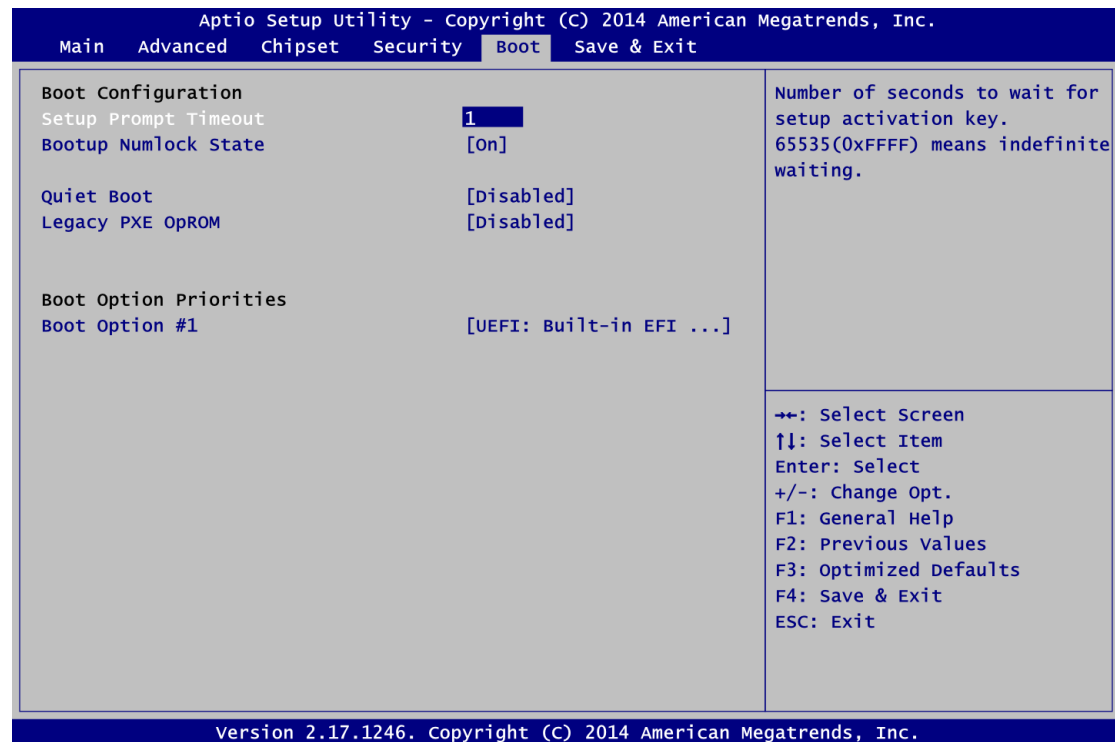 Aptio Setup Utility - Copyright (C) 2014 American Megatrends, Inc.
Main Advanced Chipset Security Boot Save & Exit
Boot Configuration
Setup Prompt Timeout 1
Bootup Numlock State [On]
Quiet Boot [Disabled]
Legacy PXE OpROM [Disabled]
Boot Option Priorities
Boot Option #1 [UEFI: Built-in EFI ...]
Number of seconds to wait for
setup activation key.
65535(0xFFFF) means indefinite
waiting.
→←: Select Screen
↑↓: Select Item
Enter: Select
+/-: Change Opt.
F1: General Help
F2: Previous Values
F3: Optimized Defaults
F4: Save & Exit
ESC: Exit
Version 2.17.1246. Copyright (C) 2014 American Megatrends, Inc.